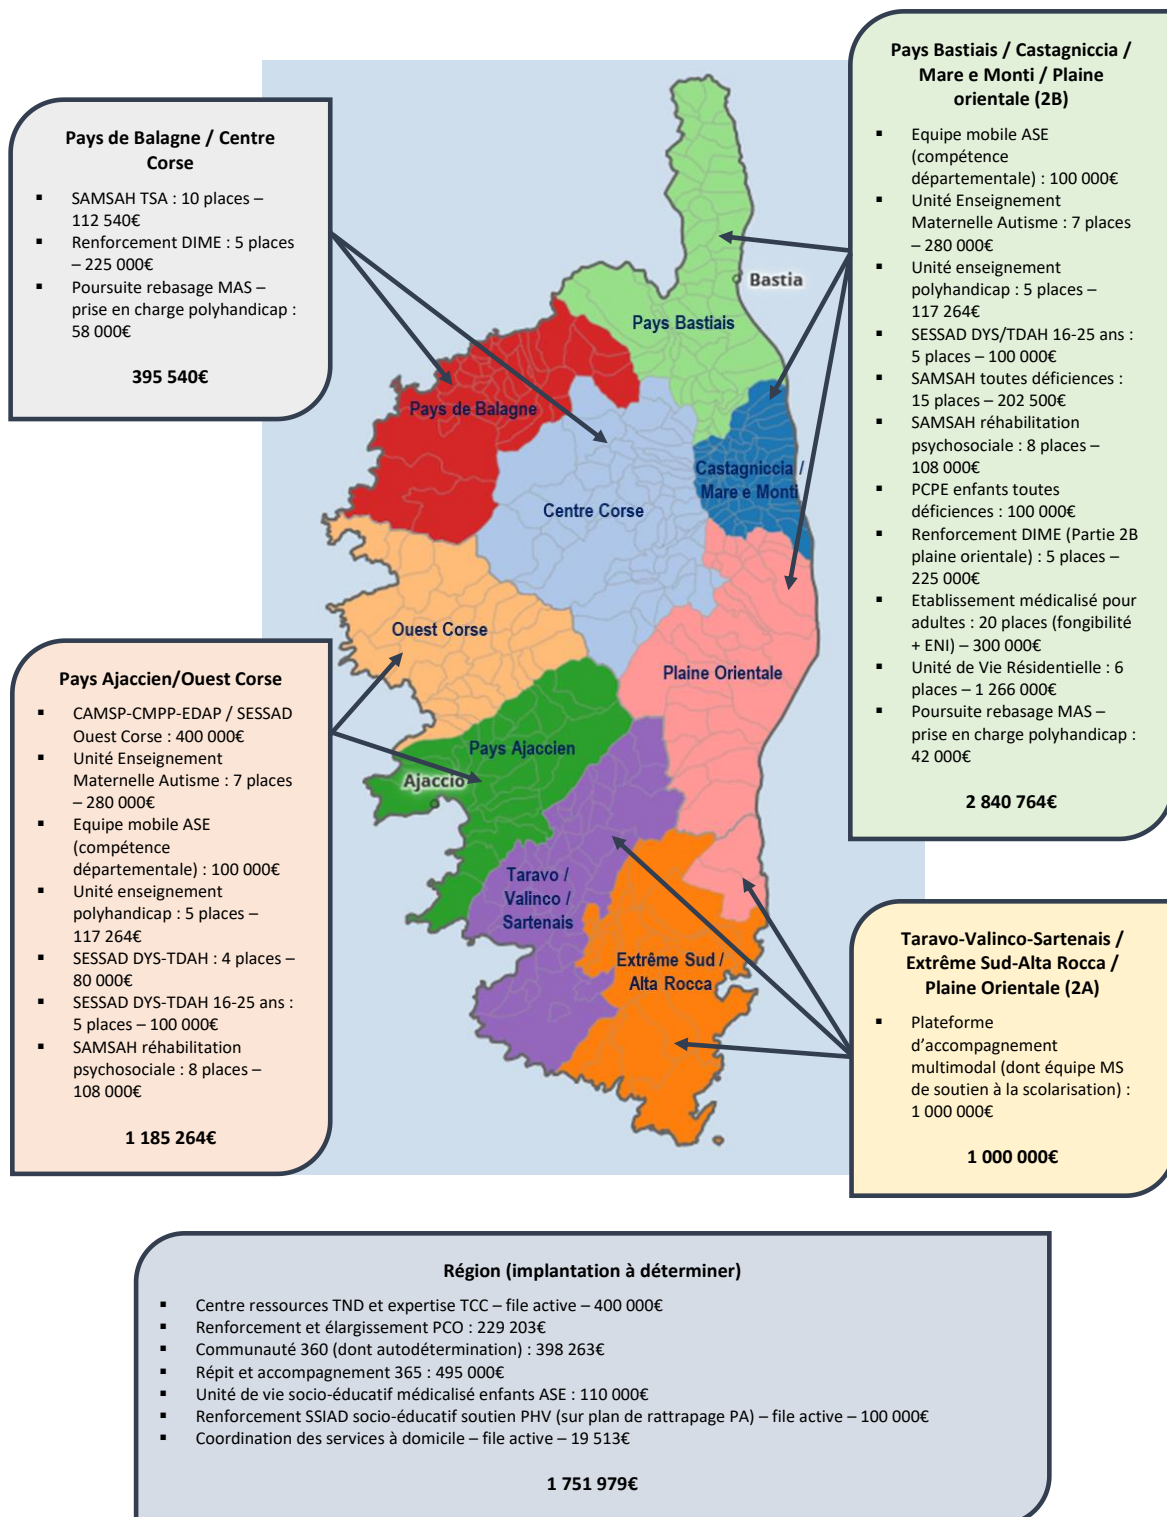 Pays de Balagne / Centre
Corse
▪ SAMSAH TSA : 10 places –
112 540€
▪ Renforcement DIME : 5 places
– 225 000€
▪ Poursuite rebasage MAS –
prise en charge polyhandicap :
58 000€
395 540€
Pays Bastiais / Castagniccia /
Mare e Monti / Plaine
orientale (2B)
▪ Equipe mobile ASE
(compétence
départementale) : 100 000€
▪ Unité Enseignement
Maternelle Autisme : 7 places
– 280 000€
▪ Unité enseignement
polyhandicap : 5 places –
117 264€
▪ SESSAD DYS/TDAH 16-25 ans :
5 places – 100 000€
▪ SAMSAH toutes déficiences :
15 places – 202 500€
▪ SAMSAH réhabilitation
psychosociale : 8 places –
108 000€
▪ PCPE enfants toutes
déficiences : 100 000€
▪ Renforcement DIME (Partie 2B
plaine orientale) : 5 places –
225 000€
▪ Etablissement médicalisé pour
adultes : 20 places (fongibilité
+ ENI) – 300 000€
▪ Unité de Vie Résidentielle : 6
places – 1 266 000€
▪ Poursuite rebasage MAS –
prise en charge polyhandicap :
42 000€
2 840 764€
Bastia
Pays Bastiais
Pays de Balagne
Castagniccia /
Mare e Monti
Centre Corse
Ouest Corse
Plaine Orientale
Pays Ajaccien
Ajaccio
Taravo /
Valinco /
Sartenais
Extrême Sud /
Alta Rocca
Pays Ajaccien/Ouest Corse
▪ CAMSP-CMPP-EDAP / SESSAD
Ouest Corse : 400 000€
▪ Unité Enseignement
Maternelle Autisme : 7 places
– 280 000€
▪ Equipe mobile ASE
(compétence
départementale) : 100 000€
▪ Unité enseignement
polyhandicap : 5 places –
117 264€
▪ SESSAD DYS-TDAH : 4 places –
80 000€
▪ SESSAD DYS-TDAH 16-25 ans :
5 places – 100 000€
▪ SAMSAH réhabilitation
psychosociale : 8 places –
108 000€
1 185 264€
Taravo-Valinco-Sartenais /
Extrême Sud-Alta Rocca /
Plaine Orientale (2A)
▪ Plateforme
d’accompagnement
multimodal (dont équipe MS
de soutien à la scolarisation) :
1 000 000€
1 000 000€
Région (implantation à déterminer)
▪ Centre ressources TND et expertise TCC – file active – 400 000€
▪ Renforcement et élargissement PCO : 229 203€
▪ Communauté 360 (dont autodétermination) : 398 263€
▪ Répit et accompagnement 365 : 495 000€
▪ Unité de vie socio-éducatif médicalisé enfants ASE : 110 000€
▪ Renforcement SSIAD socio-éducatif soutien PHV (sur plan de rattrapage PA) – file active – 100 000€
▪ Coordination des services à domicile – file active – 19 513€
1 751 979€